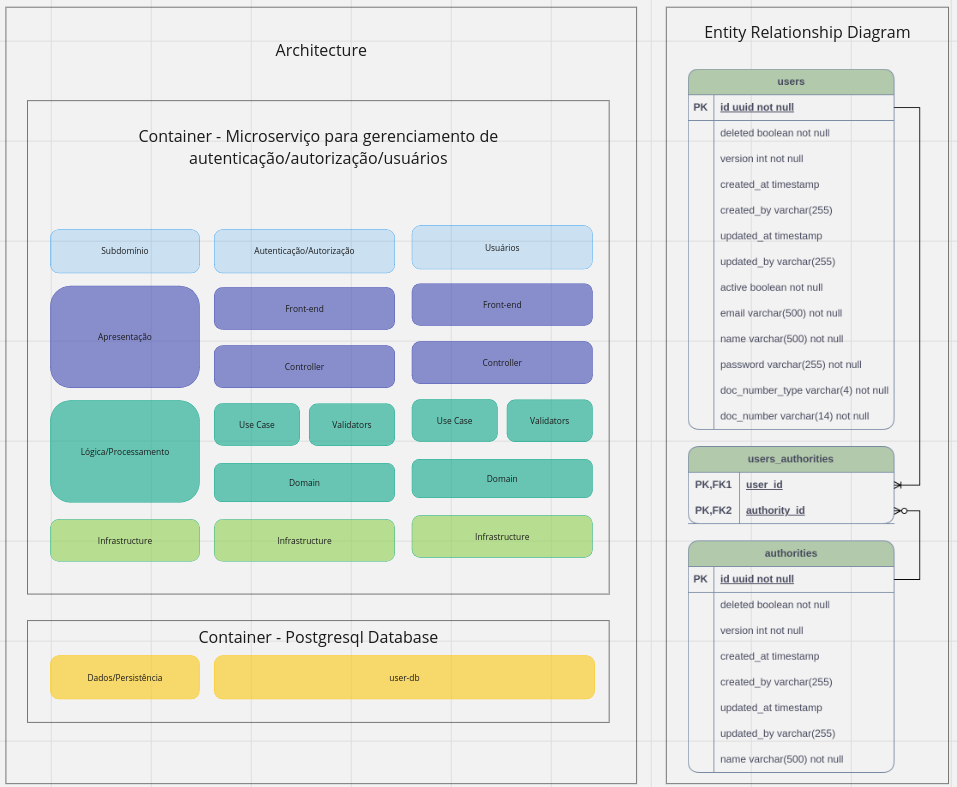 Architecture
Container - Microserviço para gerenciamento de
autenticação/autorização/usuários
Subdomínio
Autenticação/Autorização
Usuários
Apresentação
Front-end
Front-end
Controller
Controller
Lógica/Processamento
Use Case
Validators
Use Case
Validators
Domain
Domain
Infrastructure
Infrastructure
Infrastructure
Container - Postgresql Database
Dados/Persistência
user-db
Entity Relationship Diagram
users
PK id uuid not null
deleted boolean not null
version int not null
created_at timestamp
created_by varchar(255)
updated_at timestamp
updated_by varchar(255)
active boolean not null
email varchar(500) not null
name varchar(500) not null
password varchar(255) not null
doc_number_type varchar(4) not null
doc_number varchar(14) not null
users_authorities
PK,FK1 user_id
PK,FK2 authority_id
authorities
PK id uuid not null
deleted boolean not null
version int not null
created_at timestamp
created_by varchar(255)
updated_at timestamp
updated_by varchar(255)
name varchar(500) not null